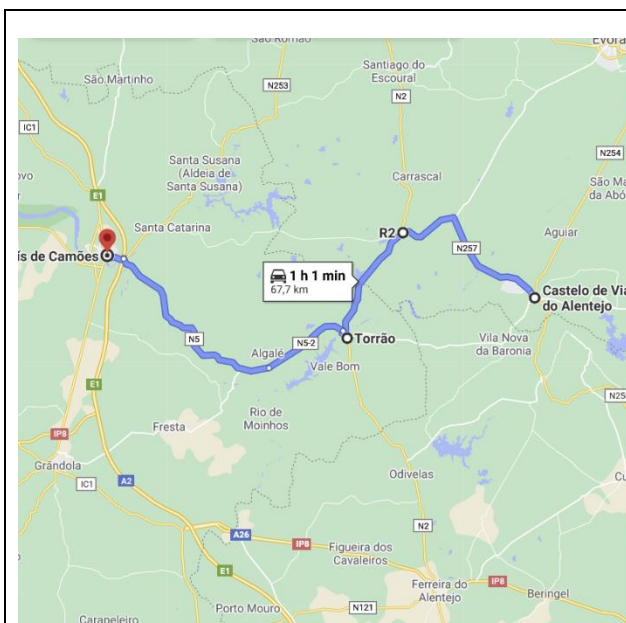 São Romão
Évora
São Martinho
Santiago do
Escoural
N253
N2
IC1
Santa Susana
(Aldeia de
Santa Susana)
N254
Carrascal
São Ma
da Abó
E1
Santa Catarina
Aguiar
R2
N257
ís de Camões
1 h 1 min
67,7 km
Castelo de Via
do Alentejo
N5
N5-2
Torrão
Vila Nova
da Baronia
Algalé
Vale Bom
E1
N25
Rio de
Moinhos
Fresta
IP8
Grândola
IC1
A2
Odivelas
Cu
N2
A26
IP8
Figueira dos
Cavaleiros
E1
IP8
Ferreira do
Alentejo
Beringel
Porto Mouro
N121
Carapeleiro